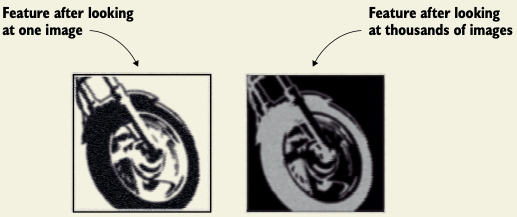 Feature after looking
at one image
Feature after looking
at thousands of images